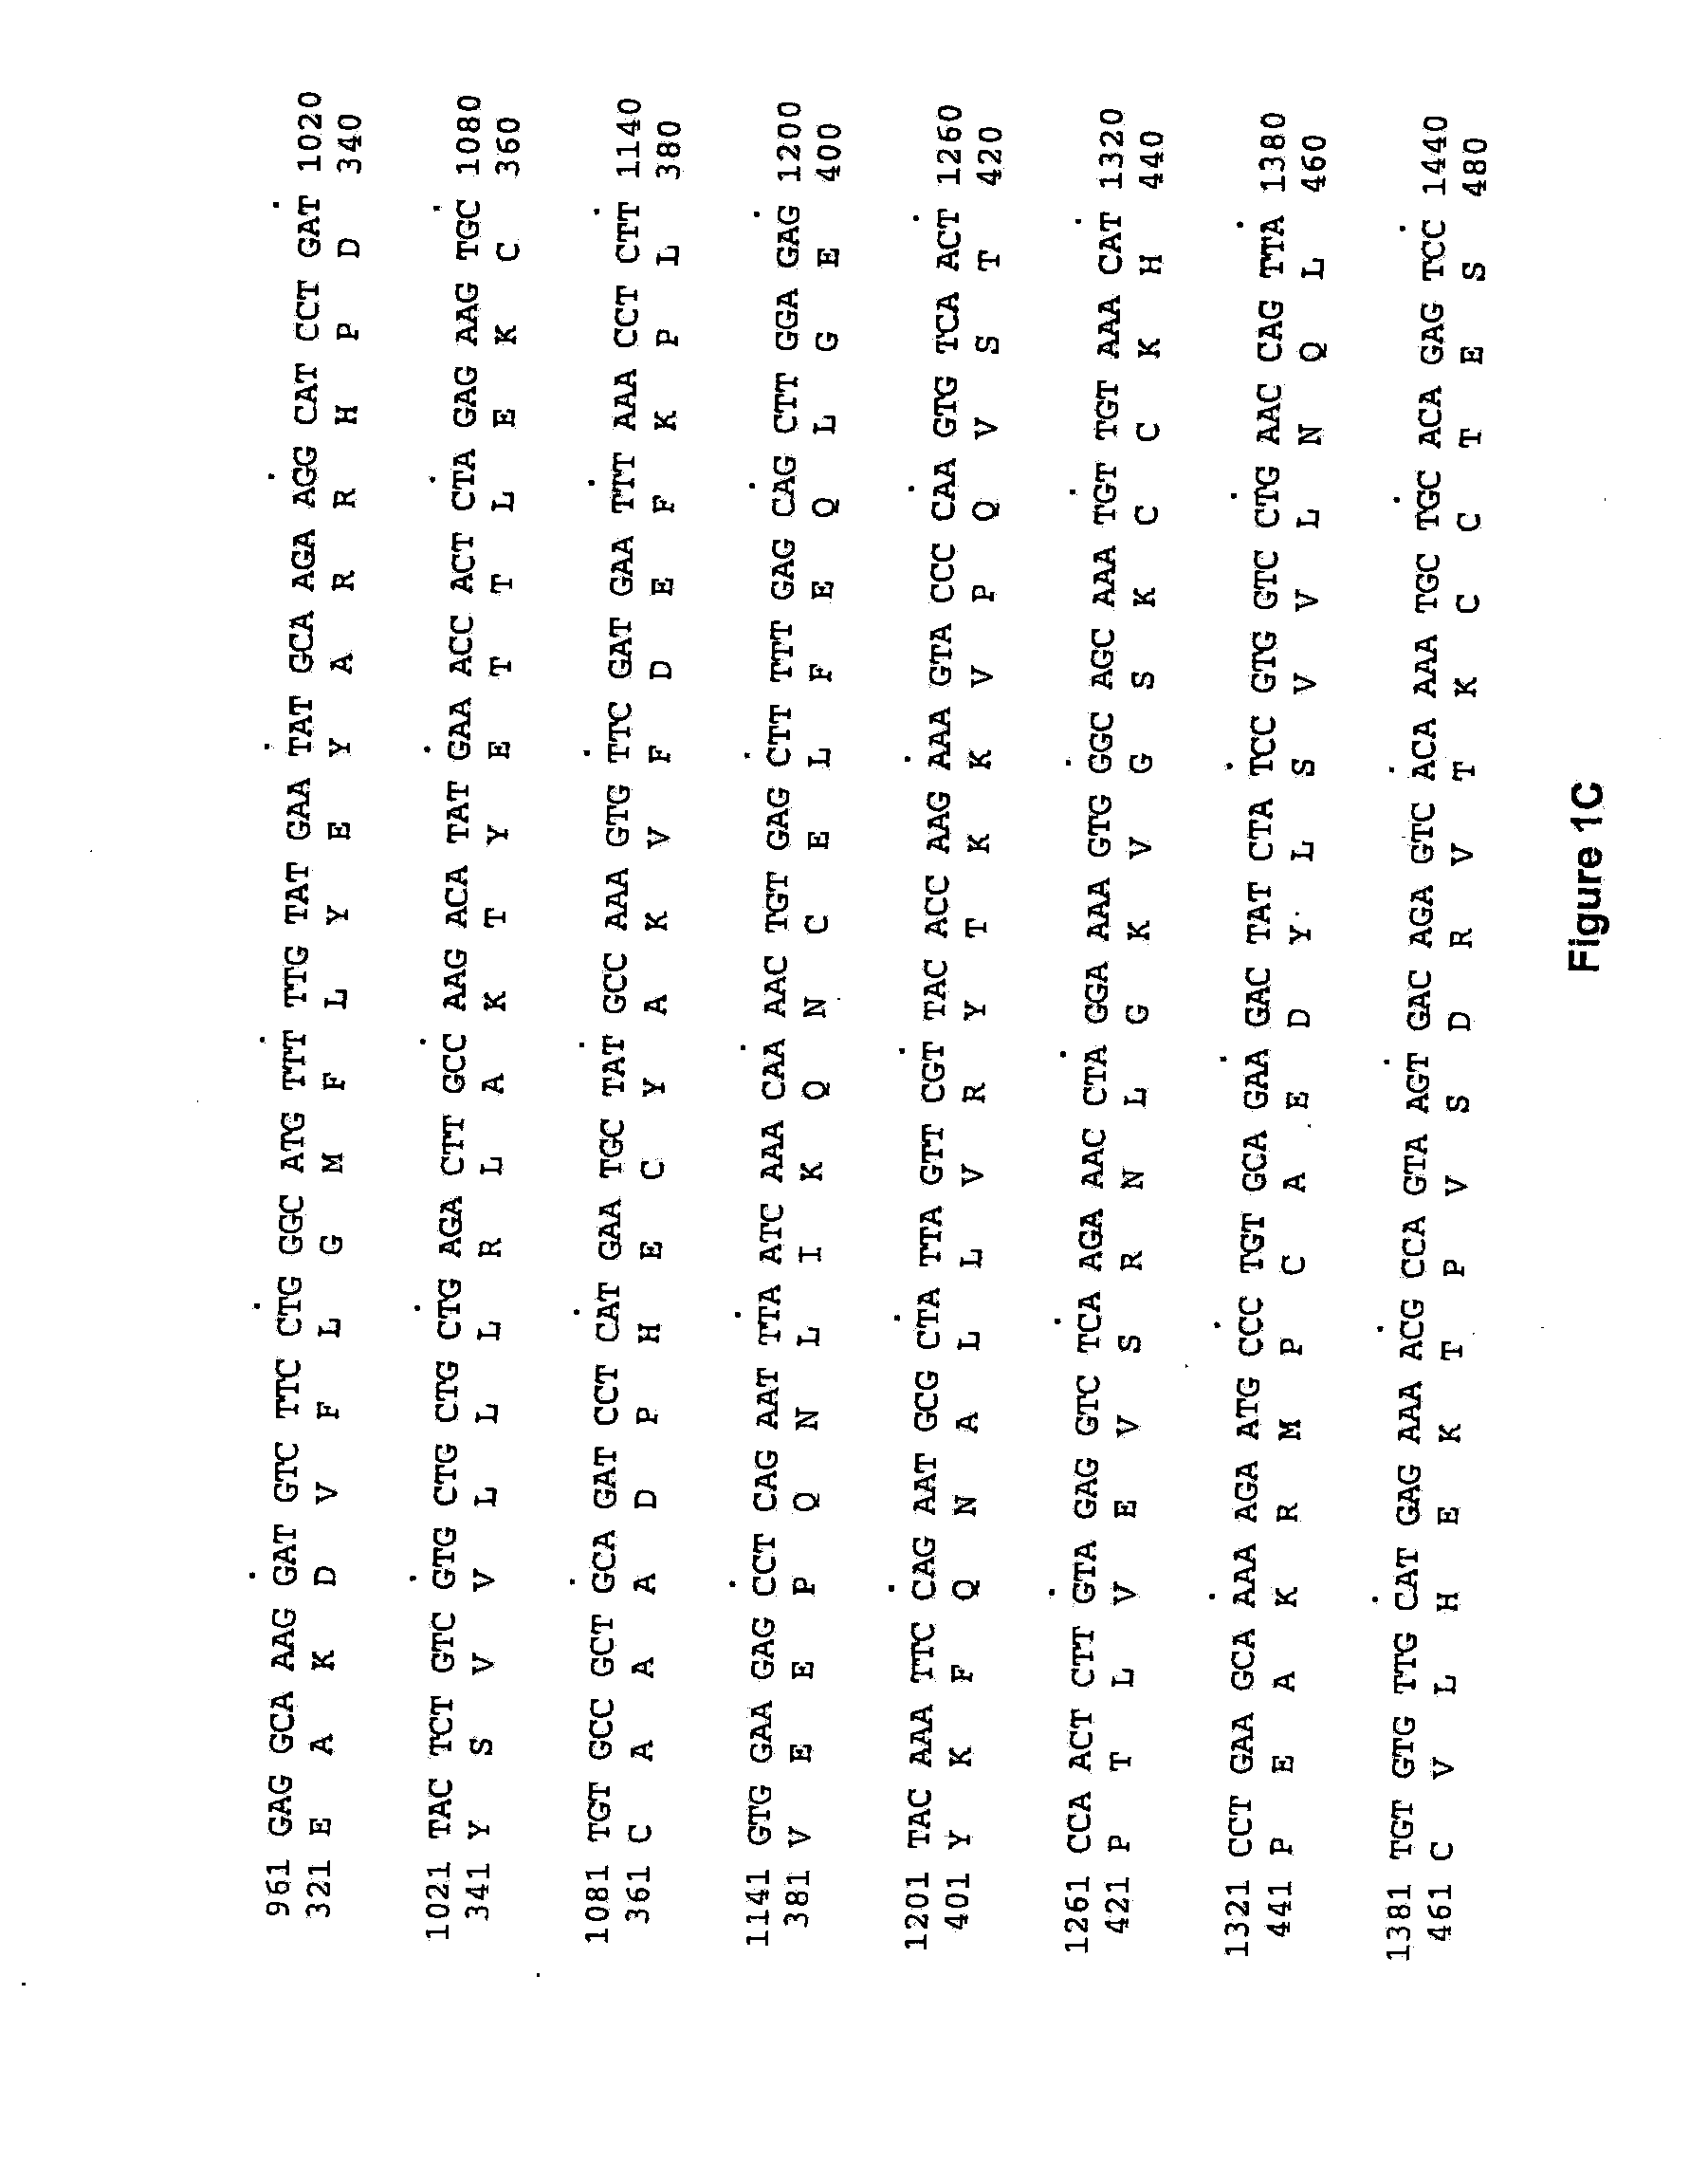 961 GAG GCA AAG GAT GTC TTC CTG GGC ATG TTT TTG TAT GAA TAT GCA AGA AGG CAT CCT GAT 1020
321 E A K D V F L G M F L Y E Y A R R H P D 340
1021 TAC TCT GTC GTG CTG CTG CTG AGA CTT GCC AAG ACA TAT GAA ACC ACT CTA GAG AAG TGC 1080
341 Y S V V L L L R L A K T Y E T T L E K C 360
1081 TGT GCC GCT GCA GAT CCT CAT GAA TGC TAT GCC AAA GTG TTC GAT GAA TTT AAA CCT CTT 1140
361 C A A A D P H E C Y A K V F D E F K P L 380
1141 GTG GAA GAG CCT CAG AAT TTA ATC AAA CAA AAC TGT GAG CTT TTT GAG CAG CTT GGA GAG 1200
381 V E E P Q N L I K Q N C E L F E Q L G E 400
1201 TAC AAA TTC CAG AAT GCG CTA TTA GTT CGT TAC ACC AAG AAA GTA CCC CAA GTG TCA ACT 1260
401 Y K F Q N A L L V R Y T K K V P Q V S T 420
1261 CCA ACT CTT GTA GAG GTC TCA AGA AAC CTA GGA AAA GTG GGC AGC AAA TGT TGT AAA CAT 1320
421 P T L V E V S R N L G K V G S K C C K H 440
1321 CCT GAA GCA AAA AGA ATG CCC TGT GCA GAA GAC TAT CTA TCC GTG GTC CTG AAC CAG TTA 1380
441 P E A K R M P C A E D Y L S V V L N Q L 460
1381 TGT GTG TTG CAT GAG AAA ACG CCA GTA AGT GAC AGA GTC ACA AAA TGC TGC ACA GAG TCC 1440
461 C V L H E K T P V S D R V T K C C T E S 480
Figure 1C